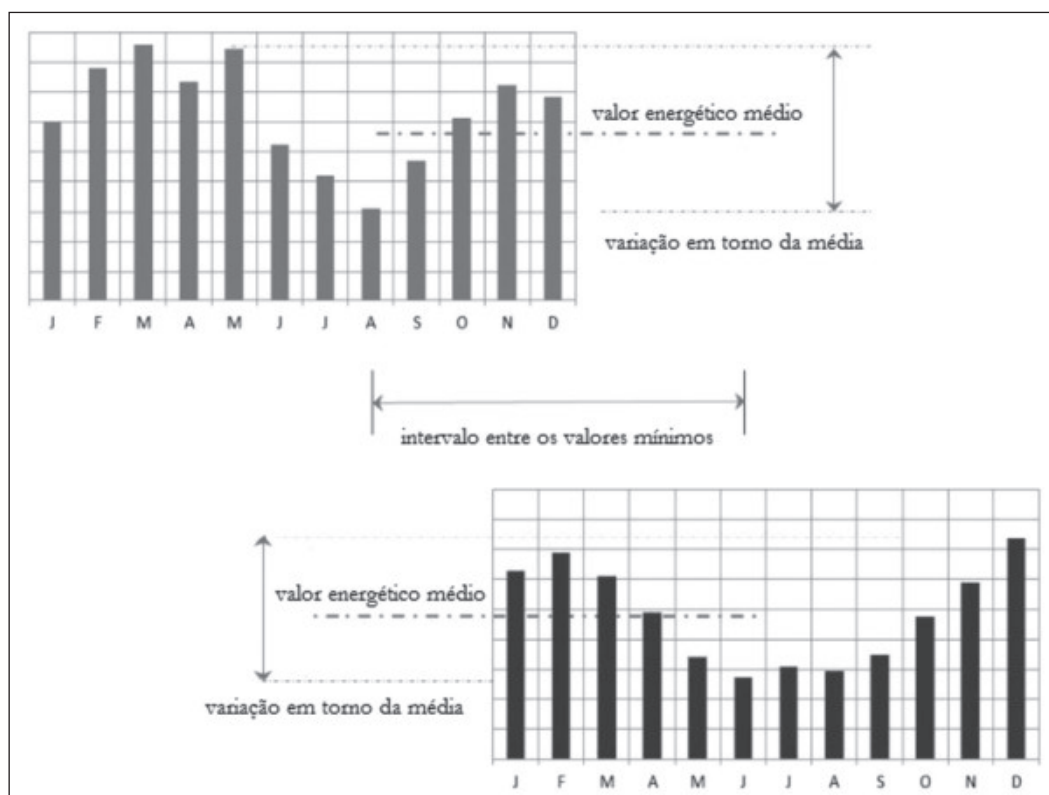 valor energético médio
variação em torno da média
J F M A M J J A S O N D
intervalo entre os valores mínimos
valor energético médio
variação em torno da média
J F M A M J J A S O N D